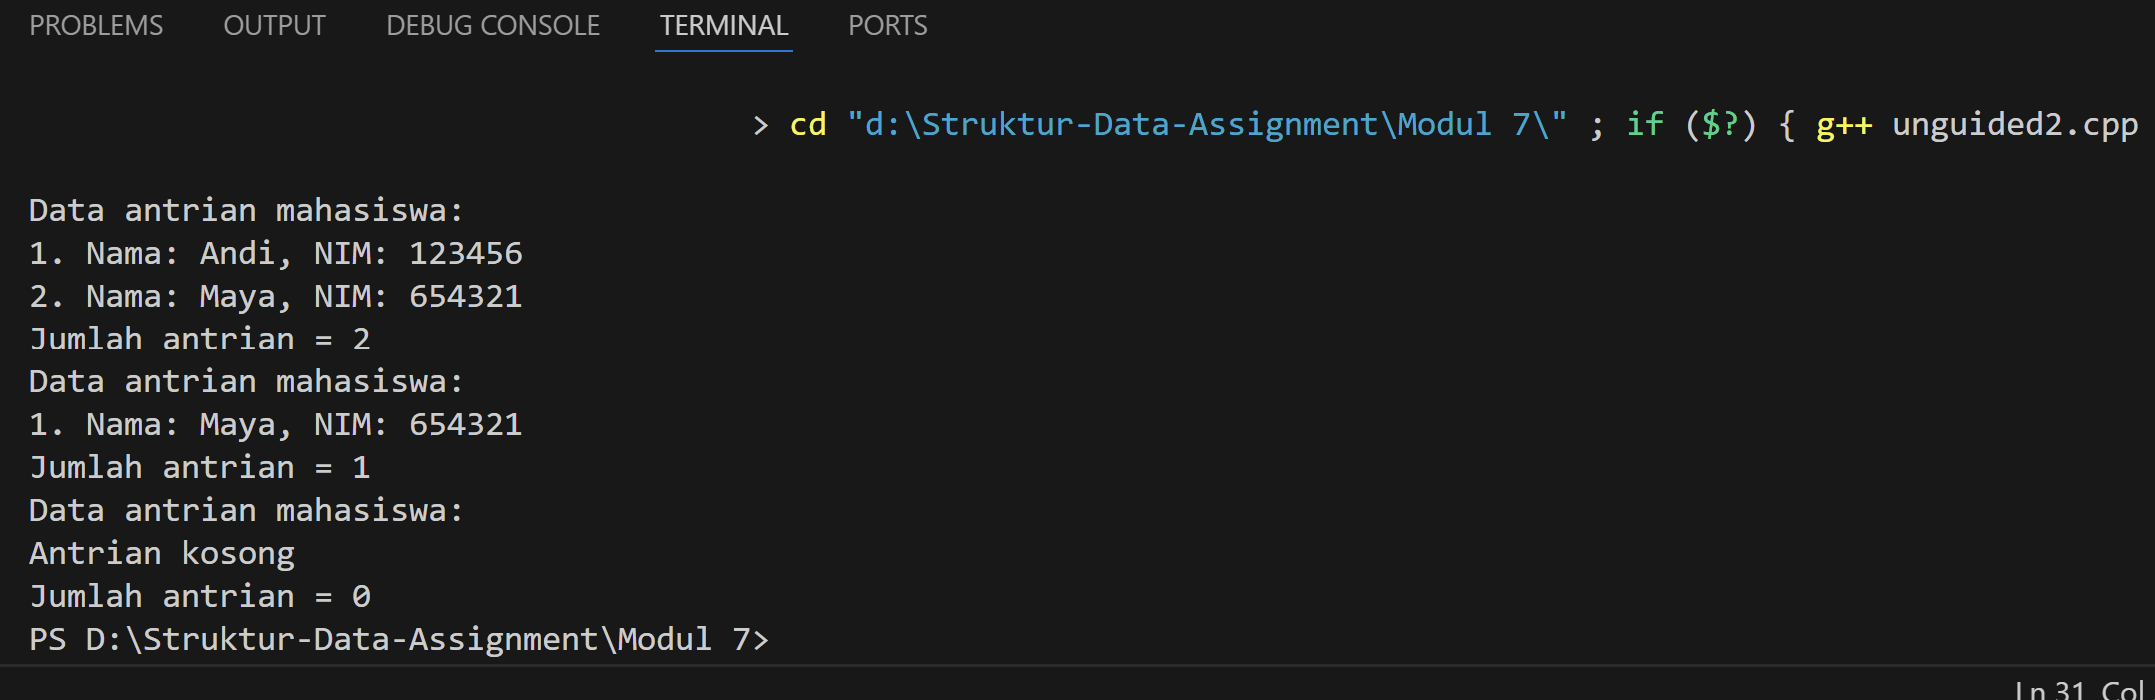 PROBLEMS OUTPUT DEBUG CONSOLE TERMINAL PORTS
> cd "d:\Struktur-Data-Assignment\Modul 7\" ; if ($?) { g++ unguided2.cpp
Data antrian mahasiswa:
1. Nama: Andi, NIM: 123456
2. Nama: Maya, NIM: 654321
Jumlah antrian = 2
Data antrian mahasiswa:
1. Nama: Maya, NIM: 654321
Jumlah antrian = 1
Data antrian mahasiswa:
Antrian kosong
Jumlah antrian = 0
PS D:\Struktur-Data-Assignment\Modul 7>
Ln 31, Col